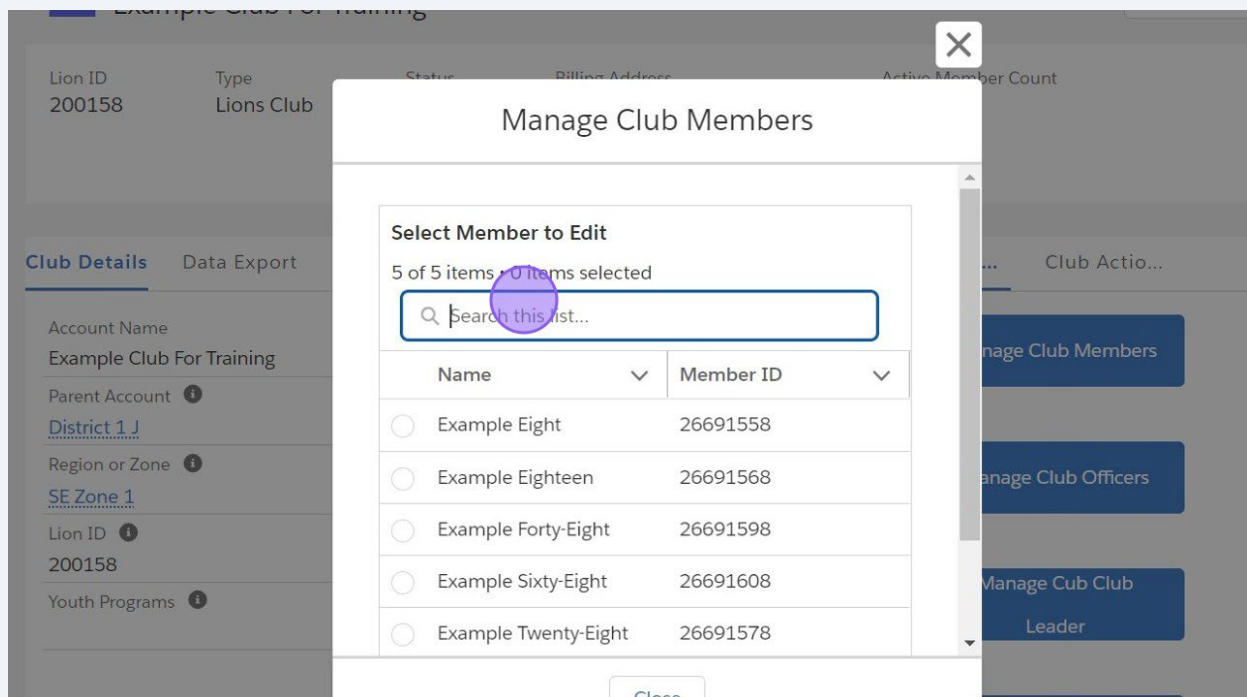 Example Club For Training
Lion ID
200158
Type
Lions Club
Status
Billing Address
Active Member Count
Manage Club Members
Select Member to Edit
5 of 5 items • 0 items selected
Search this list...
Name
Member ID
Example Eight
26691558
Example Eighteen
26691568
Example Forty-Eight
26691598
Example Sixty-Eight
26691608
Example Twenty-Eight
26691578
Close
Club Details
Data Export
...
Club Actio...
Account Name
Example Club For Training
Parent Account
District 1 J
Region or Zone
SE Zone 1
Lion ID
200158
Youth Programs
nage Club Members
anage Club Officers
Manage Cub Club
Leader